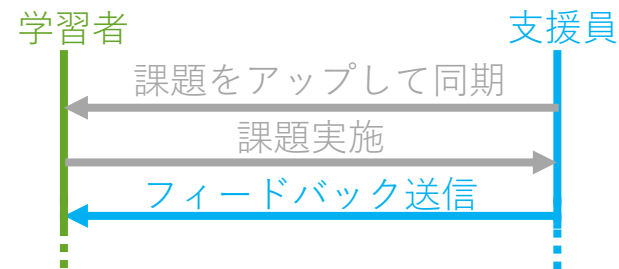 学習者
支援員
課題をアップして同期
課題実施
フィードバック送信